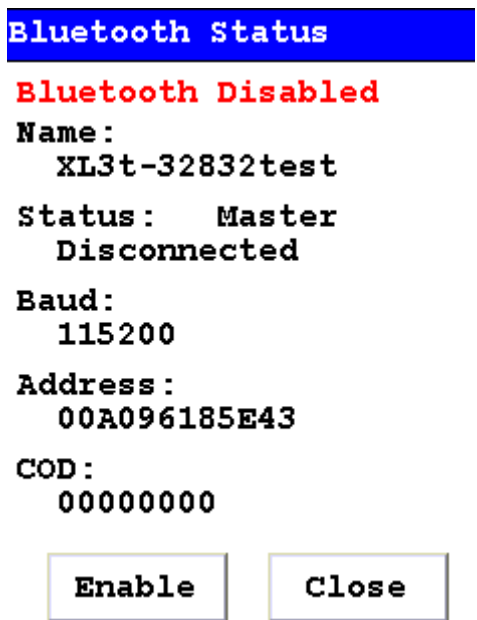 Bluetooth Status
Bluetooth Disabled
Name:
XL3t-32832test
Status: Master
Disconnected
Baud:
115200
Address:
00A096185E43
COD:
00000000
Enable Close